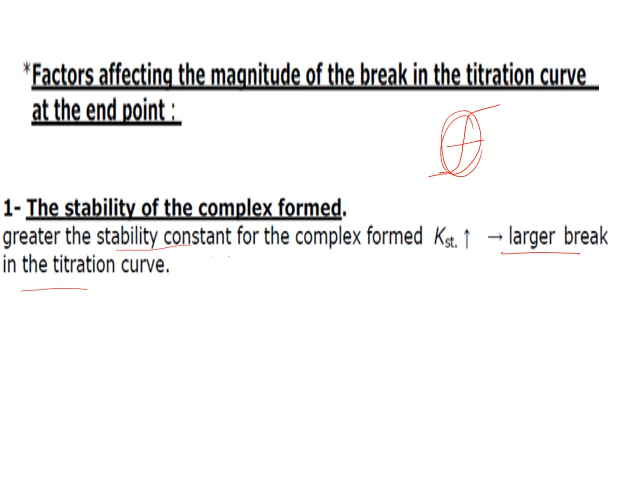 *Factors affecting the magnitude of the break in the titration curve
at the end point :
1- The stability of the complex formed.
greater the stability constant for the complex formed Kst. ↑ → larger break
in the titration curve.